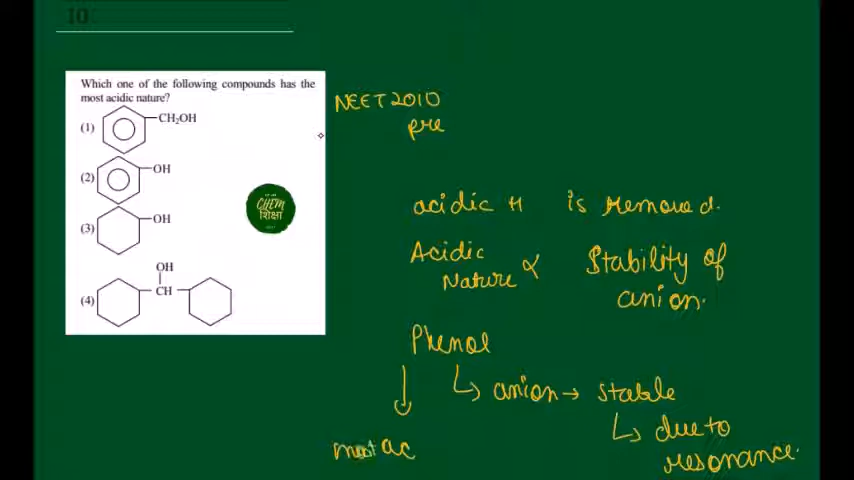 10.
Which one of the following compounds has the
most acidic nature?
(1) CH₂OH
(2) OH
(3) OH
OH
(4) CH
CHEM
शिक्षा
NEET 2010
pre
acidic H is removed.
Acidic
Nature ∝ Stability of
anion.
Phenol
↓ ↳ anion → stable
↳ due to
resonance.
most ac